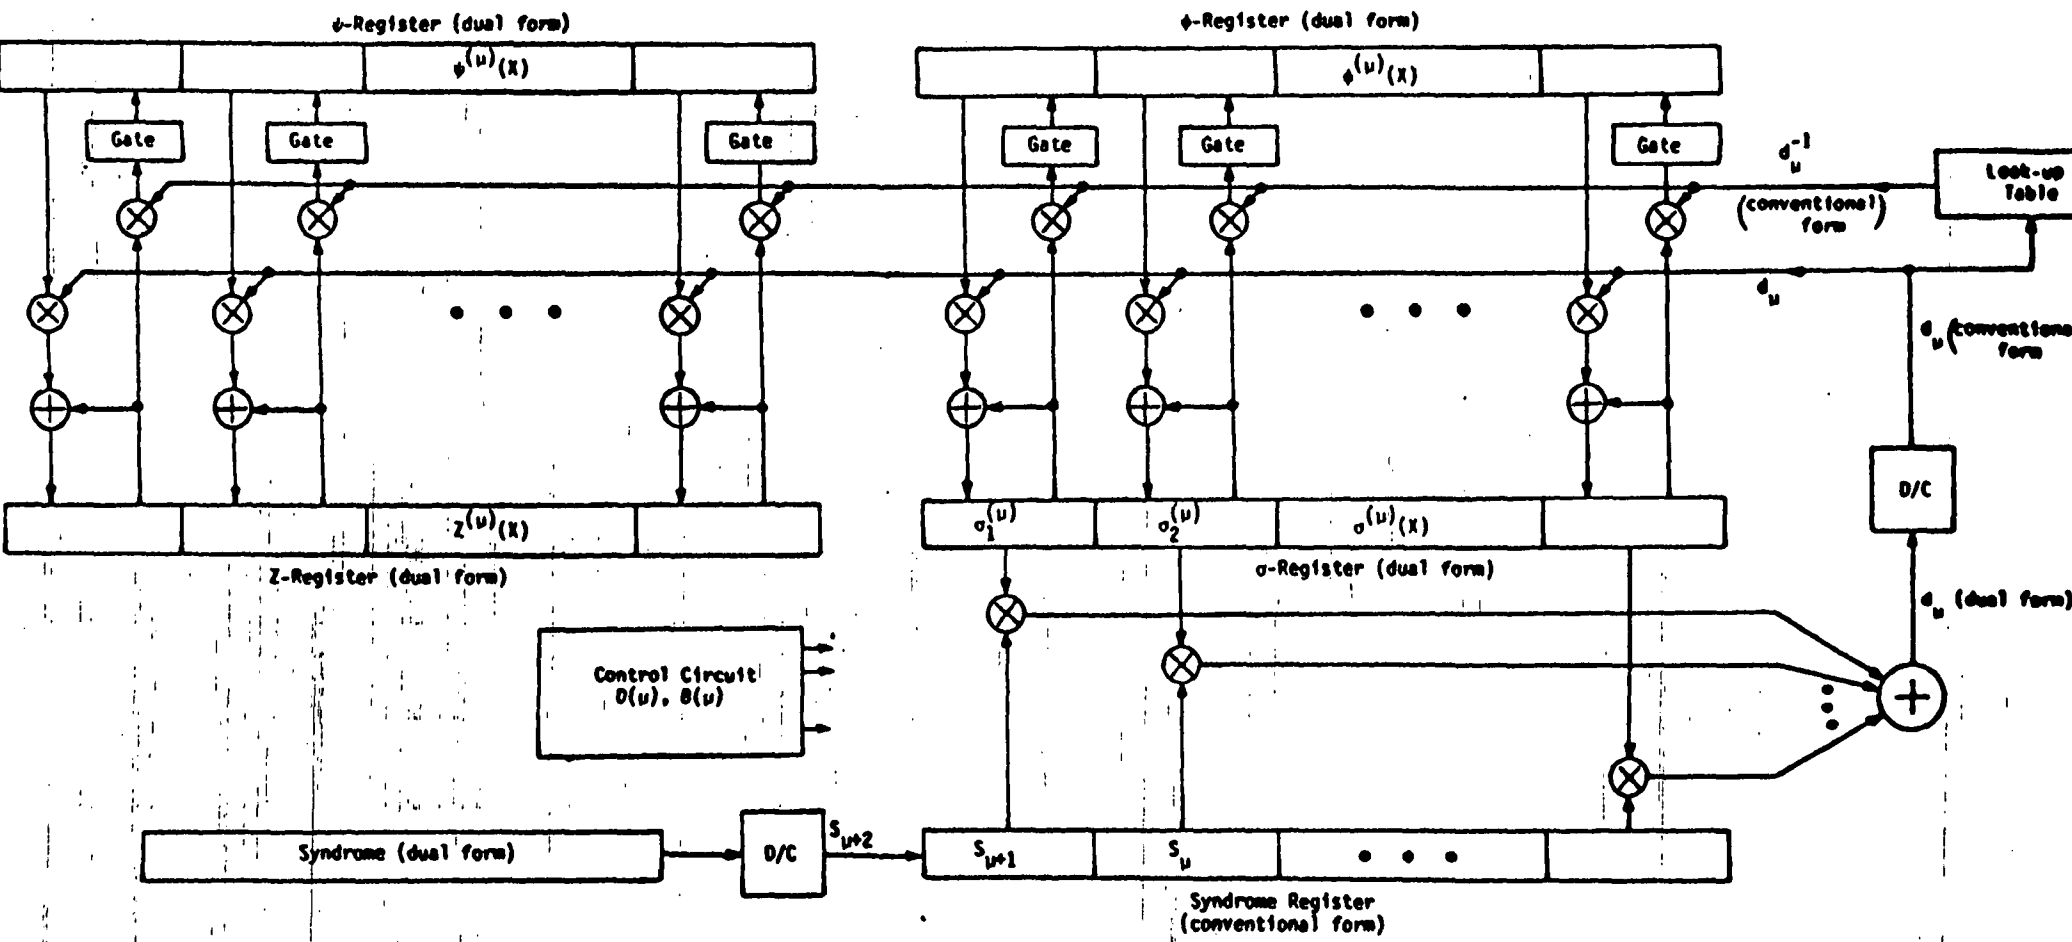 ψ-Register (dual form)
ϕ-Register (dual form)
ψ^(μ)(X)
ϕ^(μ)(X)
Gate
Gate
Gate
Gate
Gate
Gate
d_μ^-1
(conventional form)
Look-up
Table
d_μ
d_μ (conventional
form
D/C
Z^(μ)(X)
σ_1^(μ)
σ_2^(μ)
σ^(μ)(X)
Z-Register (dual form)
σ-Register (dual form)
d_μ (dual form)
Control Circuit
D(μ), B(μ)
Syndrome (dual form)
D/C
S_μ+2
S_μ+1
S_μ
Syndrome Register
(conventional form)